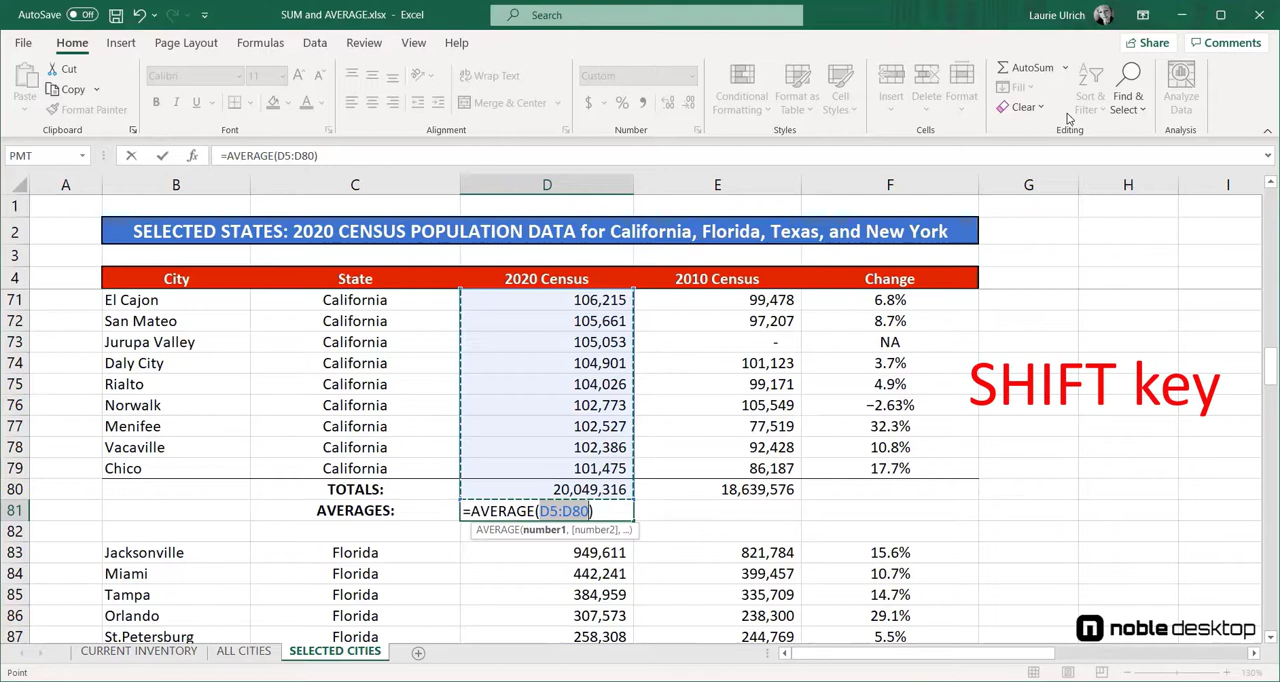 AutoSave Off SUM and AVERAGE.xlsx - Excel Search Laurie Ulrich
File Home Insert Page Layout Formulas Data Review View Help Share Comments
Paste Cut Copy Format Painter Clipboard
Calibri 11 B I U A A A Font
Wrap Text Merge & Center Alignment
Custom $ % Number
Conditional Formatting Format as Table Cell Styles Styles
Insert Delete Format Cells
AutoSum Fill Clear Sort & Filter Find & Select Editing
Analyze Data Analysis
PMT fx =AVERAGE(D5:D80)
A B C D E F G H I
1
2 SELECTED STATES: 2020 CENSUS POPULATION DATA for California, Florida, Texas, and New York
3
4 City State 2020 Census 2010 Census Change
71 El Cajon California 106,215 99,478 6.8%
72 San Mateo California 105,661 97,207 8.7%
73 Jurupa Valley California 105,053 - NA
74 Daly City California 104,901 101,123 3.7%
75 Rialto California 104,026 99,171 4.9%
76 Norwalk California 102,773 105,549 −2.63%
77 Menifee California 102,527 77,519 32.3%
78 Vacaville California 102,386 92,428 10.8%
79 Chico California 101,475 86,187 17.7%
80 TOTALS: 20,049,316 18,639,576
81 AVERAGES: =AVERAGE(D5:D80)
82 AVERAGE(number1, [number2], ...)
83 Jacksonville Florida 949,611 821,784 15.6%
84 Miami Florida 442,241 399,457 10.7%
85 Tampa Florida 384,959 335,709 14.7%
86 Orlando Florida 307,573 238,300 29.1%
87 St.Petersburg Florida 258,308 244,769 5.5%
SHIFT key
n noble desktop
CURRENT INVENTORY ALL CITIES SELECTED CITIES
Point 130%